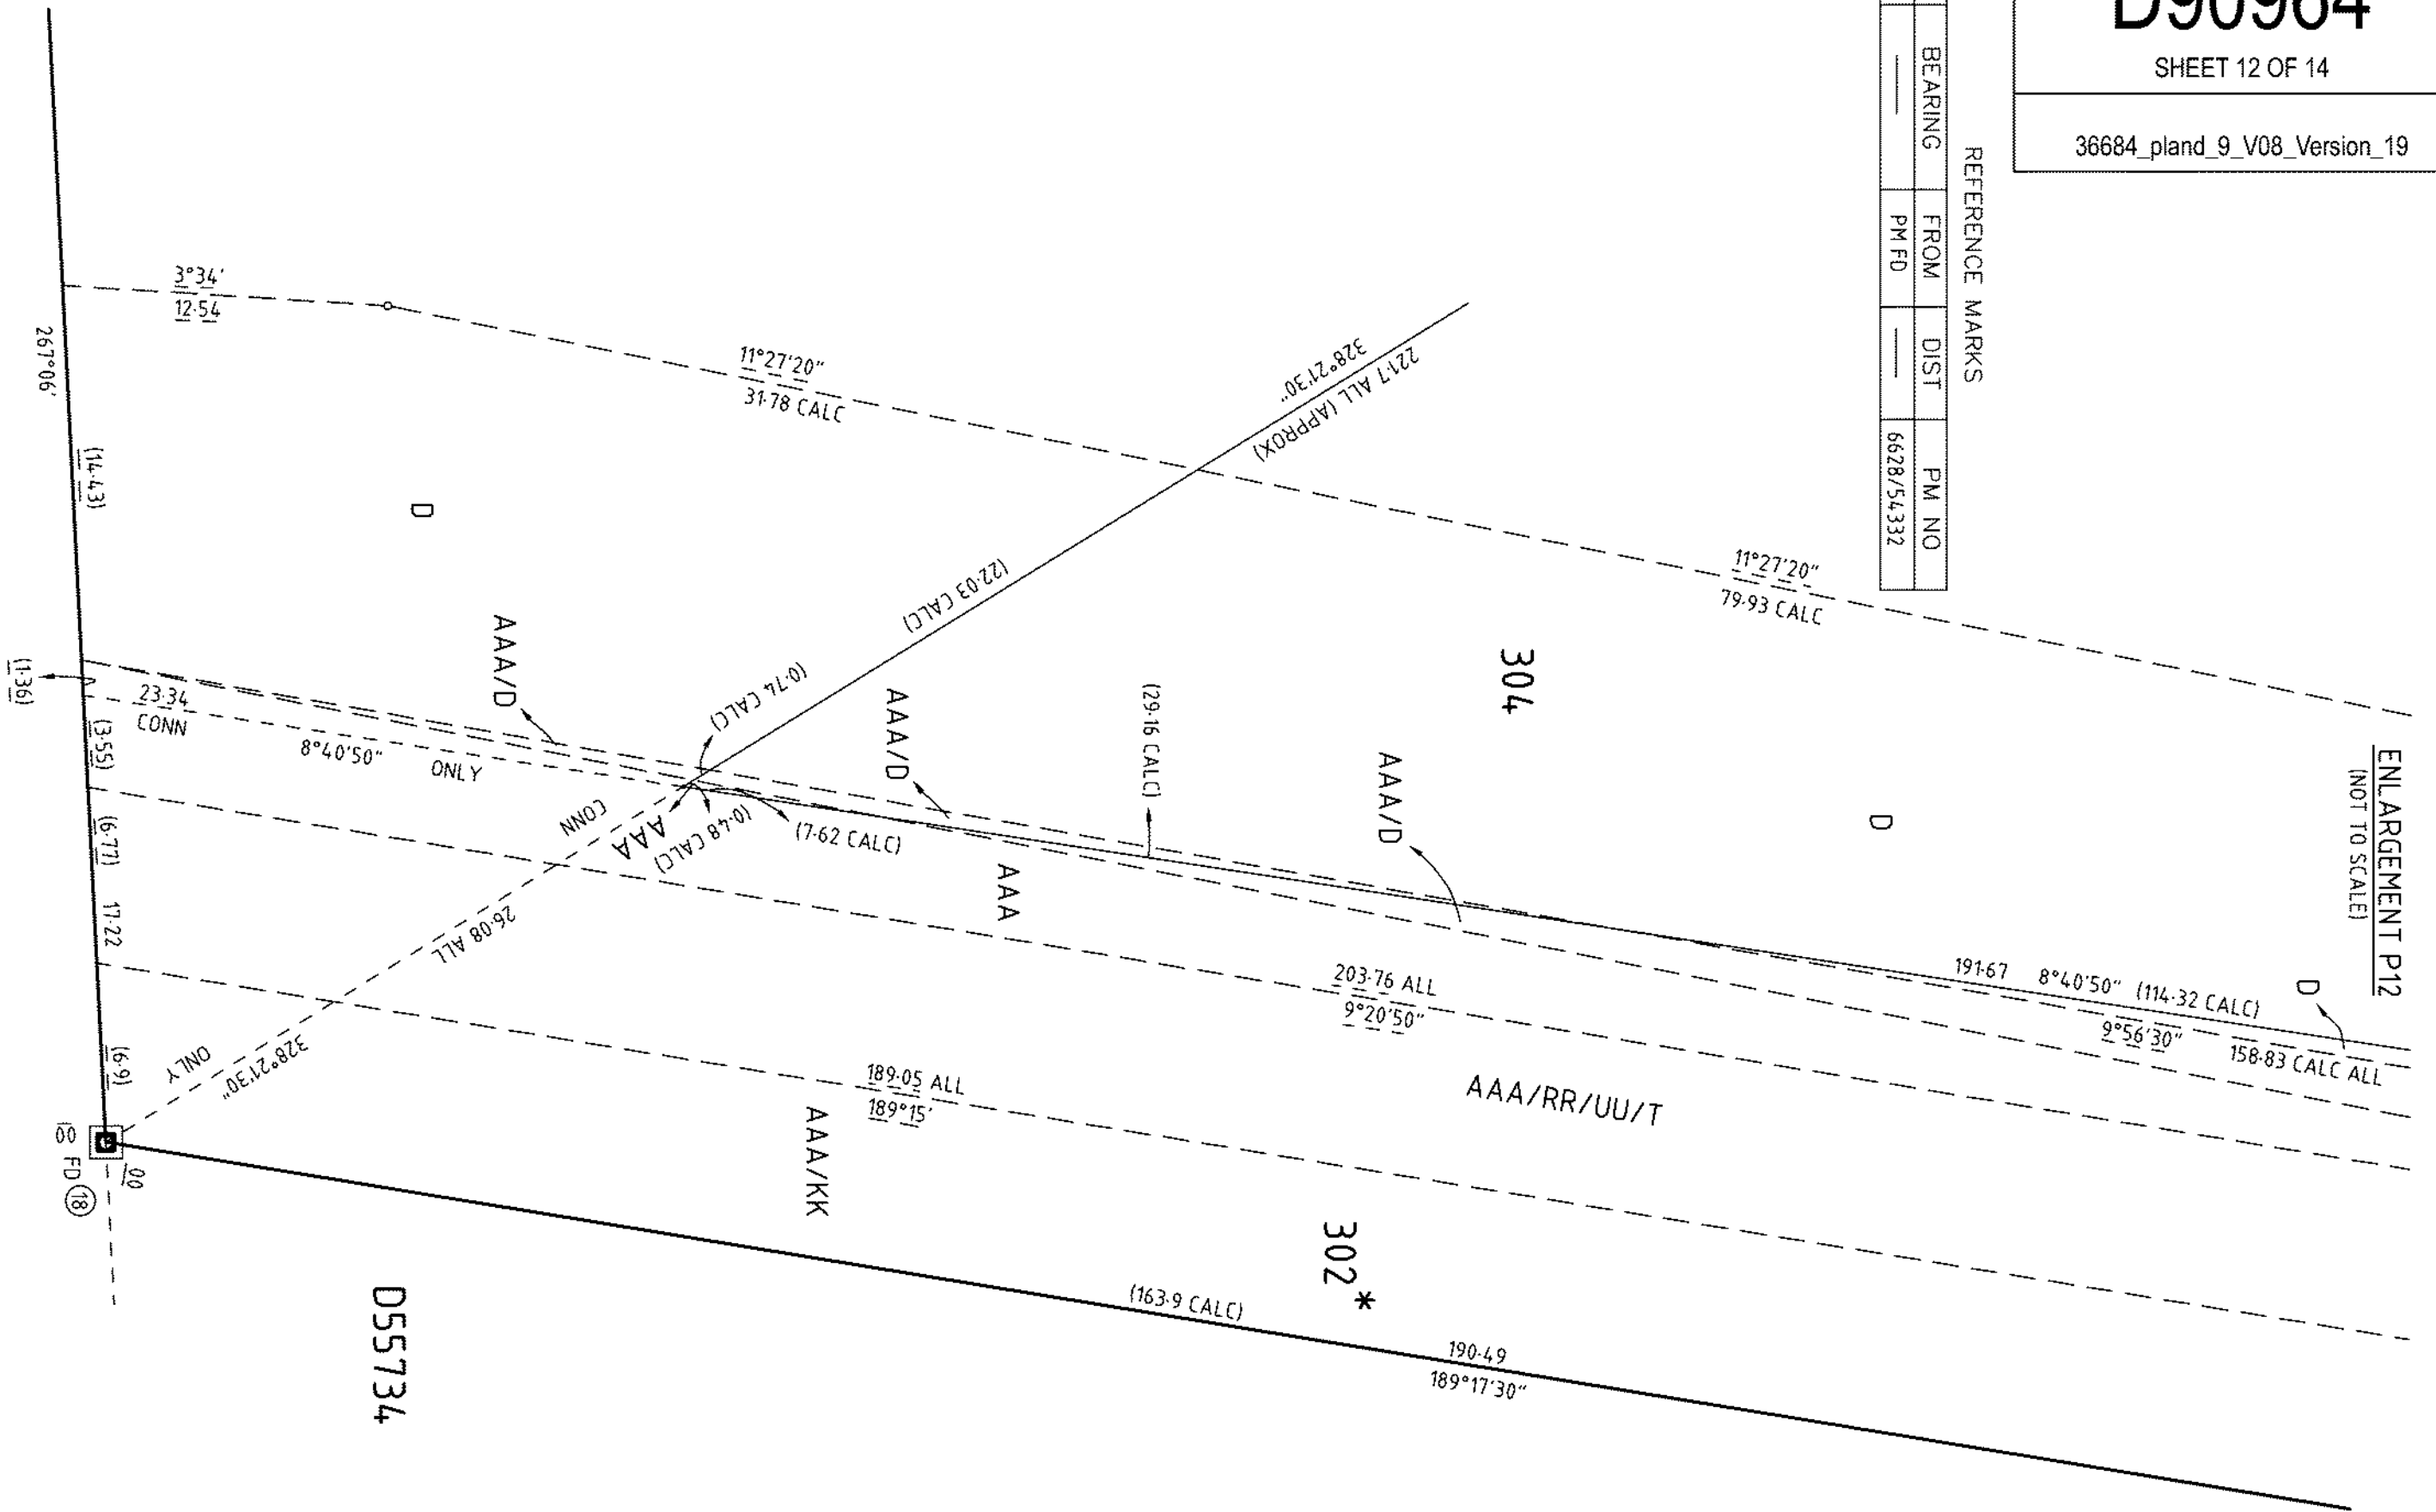 D90984
SHEET 12 OF 14
36684_pland_9_V08_Version_19
REFERENCE MARKS
BEARING FROM DIST PM NO
— PM FD — 6628/54332
ENLARGEMENT P12
(NOT TO SCALE)
3°34'
12·54
11°27'20"
31·78 CALC
328°21'30"
221·7 ALL (APPROX)
11°27'20"
79·93 CALC
267°06'
(14·43)
D
(22·03 CALC)
304
D
AAA/D
(0·74 CALC)
AAA/D
(29·16 CALC)
AAA/D
(1·36)
23·34
CONN
8°40'50" ONLY
(3·55)
CONN
AAA
(0·48 CALC)
(7·62 CALC)
AAA
191·67 8°40'50" (114·32 CALC)
D
9°56'30"
158·83 CALC ALL
(6·77)
17·22
26·08 ALL
203·76 ALL
9°20'50"
AAA/RR/UU/T
(6·9)
ONLY
328°21'30"
189·05 ALL
189°15'
AAA/KK
302*
00
FD 18
00
(163·9 CALC)
190·49
189°17'30"
D55734